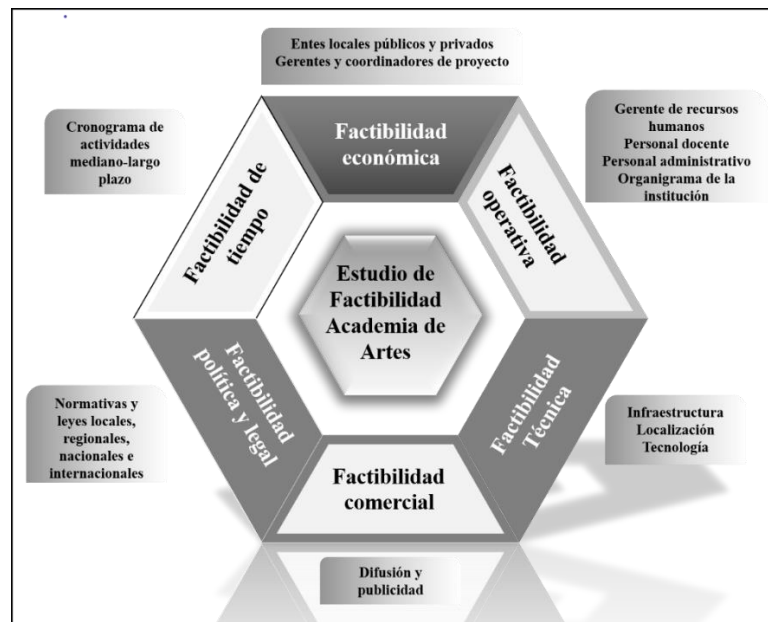 Entes locales públicos y privados
Gerentes y coordinadores de proyecto
Cronograma de
actividades
mediano-largo
plazo
Factibilidad
económica
Gerente de recursos
humanos
Personal docente
Personal administrativo
Organigrama de la
institución
Factibilidad de
tiempo
Factibilidad
operativa
Estudio de
Factibilidad
Academia de
Artes
Factibilidad
política y legal
Factibilidad
Técnica
Normativas y
leyes locales,
regionales,
nacionales e
internacionales
Infraestructura
Localización
Tecnología
Factibilidad
comercial
Difusión y
publicidad